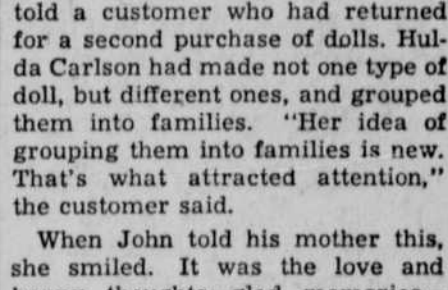 told a customer who had returned
for a second purchase of dolls. Hul-
da Carlson had made not one type of
doll, but different ones, and grouped
them into families. "Her idea of
grouping them into families is new.
That's what attracted attention,"
the customer said.
When John told his mother this,
she smiled. It was the love and
thoughts glad memories